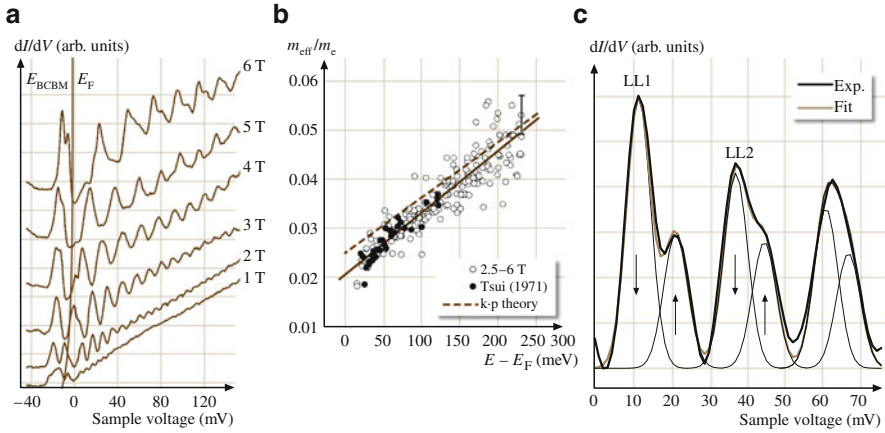 a
dI/dV (arb. units)
E_BCBM E_F
6 T
5 T
4 T
3 T
2 T
1 T
–40 0 40 80 120
Sample voltage (mV)
b
m_eff/m_e
0.06
0.05
0.04
0.03
0.02
0.01
2.5–6 T
Tsui (1971)
k·p theory
0 50 100 150 200 250 300
E – E_F (meV)
c
dI/dV (arb. units)
LL1
LL2
Exp.
Fit
0 10 20 30 40 50 60 70
Sample voltage (mV)